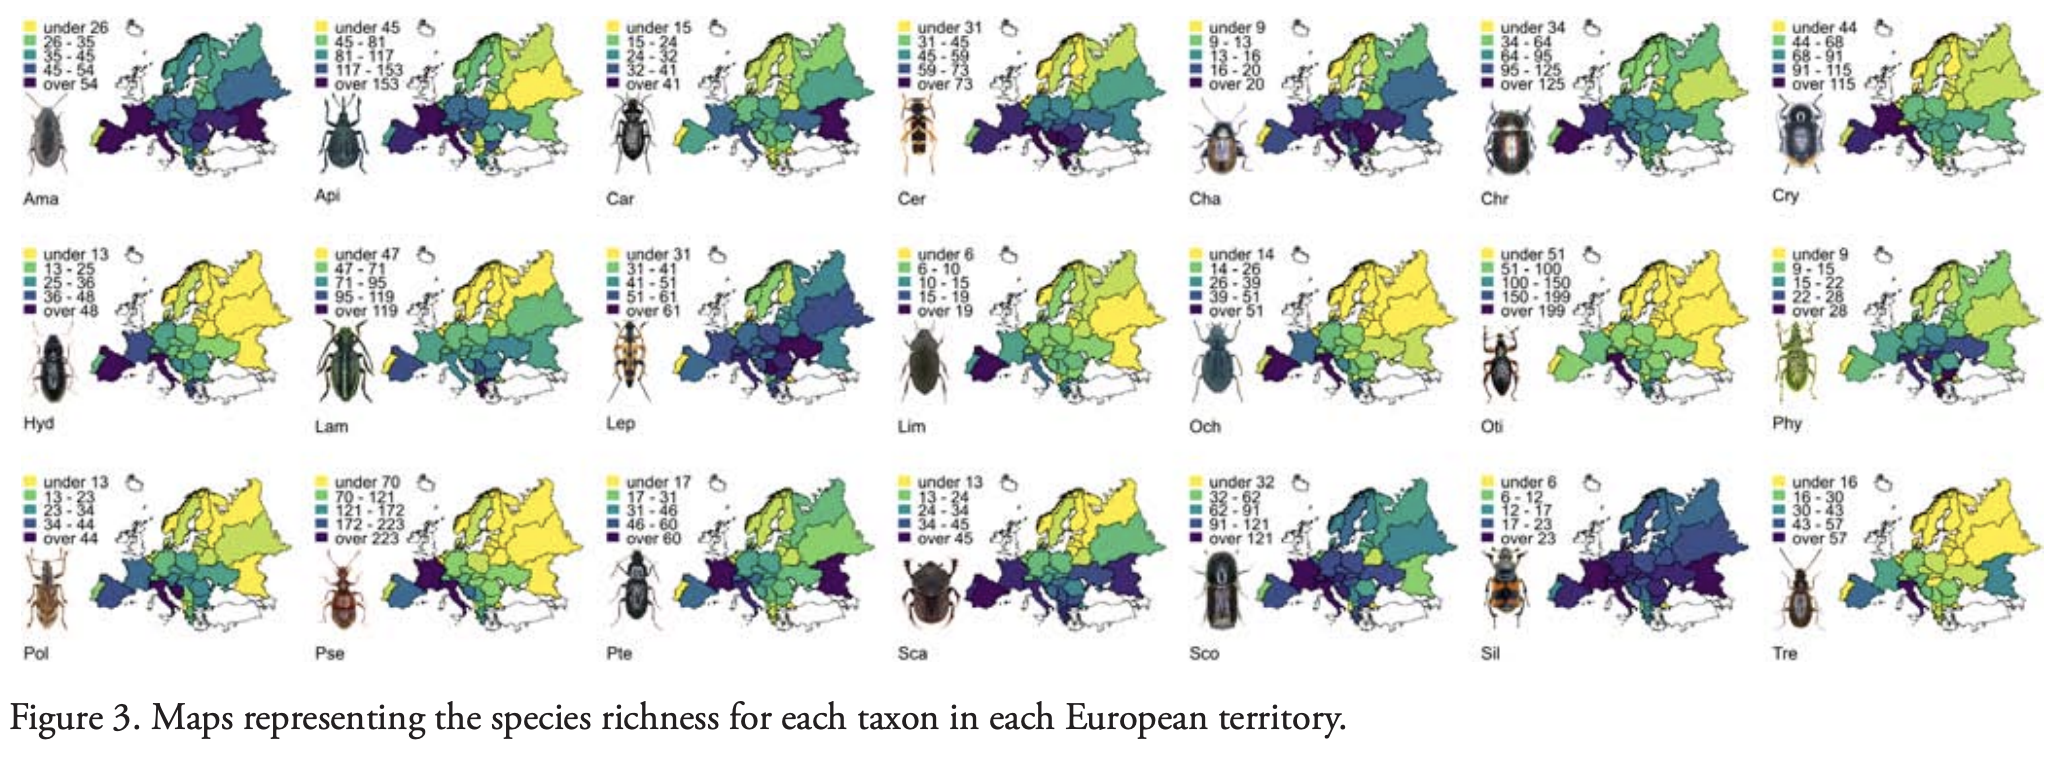 under 26
26 - 35
35 - 45
45 - 54
over 54
Ama
under 45
45 - 81
81 - 117
117 - 153
over 153
Api
under 15
15 - 24
24 - 32
32 - 41
over 41
Car
under 31
31 - 45
45 - 59
59 - 73
over 73
Cer
under 9
9 - 13
13 - 16
16 - 20
over 20
Cha
under 34
34 - 64
64 - 95
95 - 125
over 125
Chr
under 44
44 - 68
68 - 91
91 - 115
over 115
Cry
under 13
13 - 25
25 - 36
36 - 48
over 48
Hyd
under 47
47 - 71
71 - 95
95 - 119
over 119
Lam
under 31
31 - 41
41 - 51
51 - 61
over 61
Lep
under 6
6 - 10
10 - 15
15 - 19
over 19
Lim
under 14
14 - 26
26 - 39
39 - 51
over 51
Och
under 51
51 - 100
100 - 150
150 - 199
over 199
Oti
under 9
9 - 15
15 - 22
22 - 28
over 28
Phy
under 13
13 - 23
23 - 34
34 - 44
over 44
Pol
under 70
70 - 121
121 - 172
172 - 223
over 223
Pse
under 17
17 - 31
31 - 46
46 - 60
over 60
Pte
under 13
13 - 24
24 - 34
34 - 45
over 45
Sca
under 32
32 - 62
62 - 91
91 - 121
over 121
Sco
under 6
6 - 12
12 - 17
17 - 23
over 23
Sil
under 16
16 - 30
30 - 43
43 - 57
over 57
Tre
Figure 3. Maps representing the species richness for each taxon in each European territory.